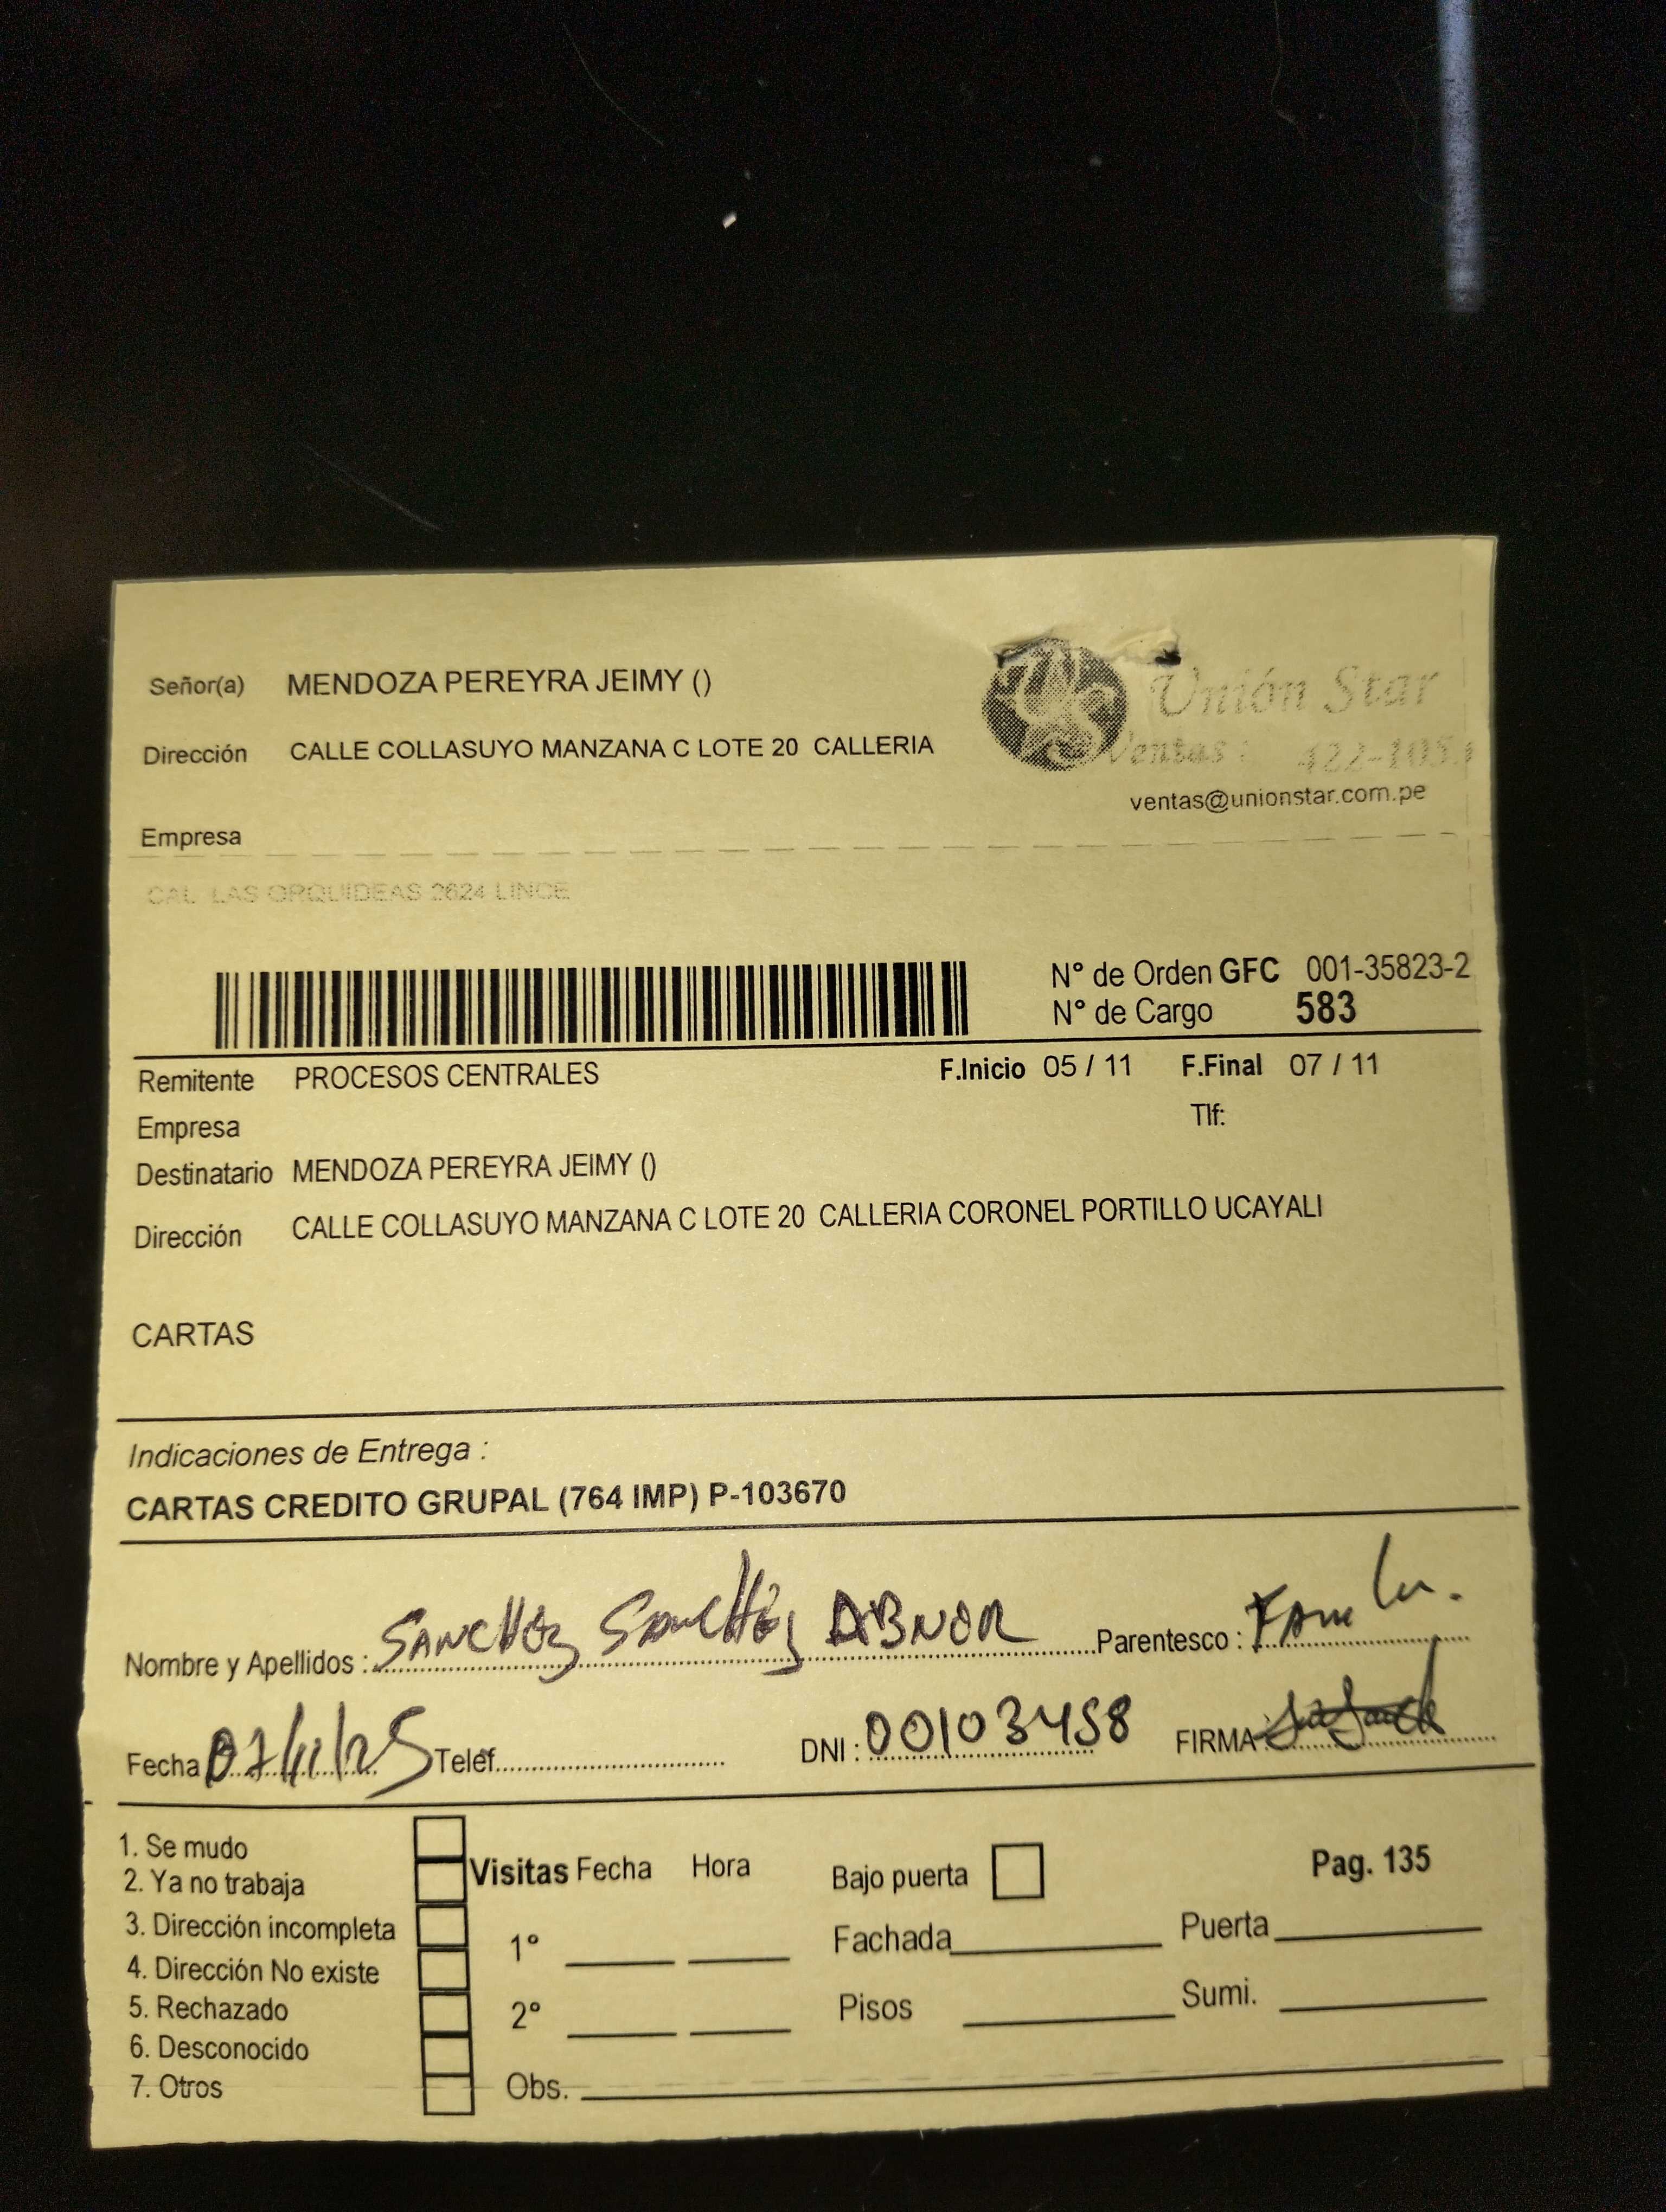 Señor(a) MENDOZA PEREYRA JEIMY ()
Unión Star
Dirección CALLE COLLASUYO MANZANA C LOTE 20 CALLERIA
Ventas : 422-105
ventas@unionstar.com.pe
Empresa
CAL. LAS ORQUIDEAS 2624 LINCE
N° de Orden GFC 001-35823-2
N° de Cargo 583
Remitente PROCESOS CENTRALES F.Inicio 05 / 11 F.Final 07 / 11
Empresa Tlf:
Destinatario MENDOZA PEREYRA JEIMY ()
Dirección CALLE COLLASUYO MANZANA C LOTE 20 CALLERIA CORONEL PORTILLO UCAYALI
CARTAS
Indicaciones de Entrega :
CARTAS CREDITO GRUPAL (764 IMP) P-103670
Nombre y Apellidos : SANCHEZ SANCHEZ ABNER Parentesco :
Fecha 07/11/25 Teléf. DNI : 00103458 FIRMA
1. Se mudo
2. Ya no trabaja
3. Dirección incompleta
4. Dirección No existe
5. Rechazado
6. Desconocido
7. Otros
Visitas Fecha Hora
1°
2°
Obs.
Bajo puerta
Fachada
Pisos
Pag. 135
Puerta
Sumi.